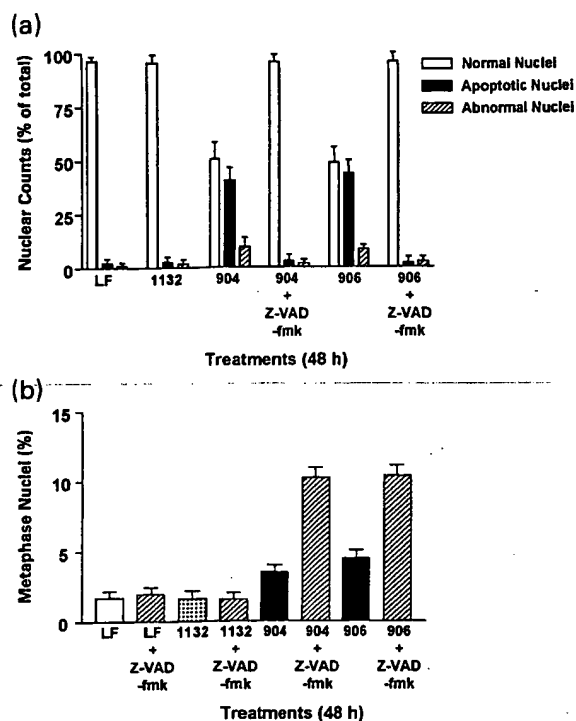 (a)
Nuclear Counts (% of total)
100
75
50
25
0
Normal Nuclei
Apoptotic Nuclei
Abnormal Nuclei
LF 1132 904 904 906 906
+ +
Z-VAD Z-VAD
-fmk -fmk
Treatments (48 h)
(b)
Metaphase Nuclei (%)
15
10
5
0
LF LF 1132 1132 904 904 906 906
+ + + +
Z-VAD Z-VAD Z-VAD Z-VAD
-fmk -fmk -fmk -fmk
Treatments (48 h)